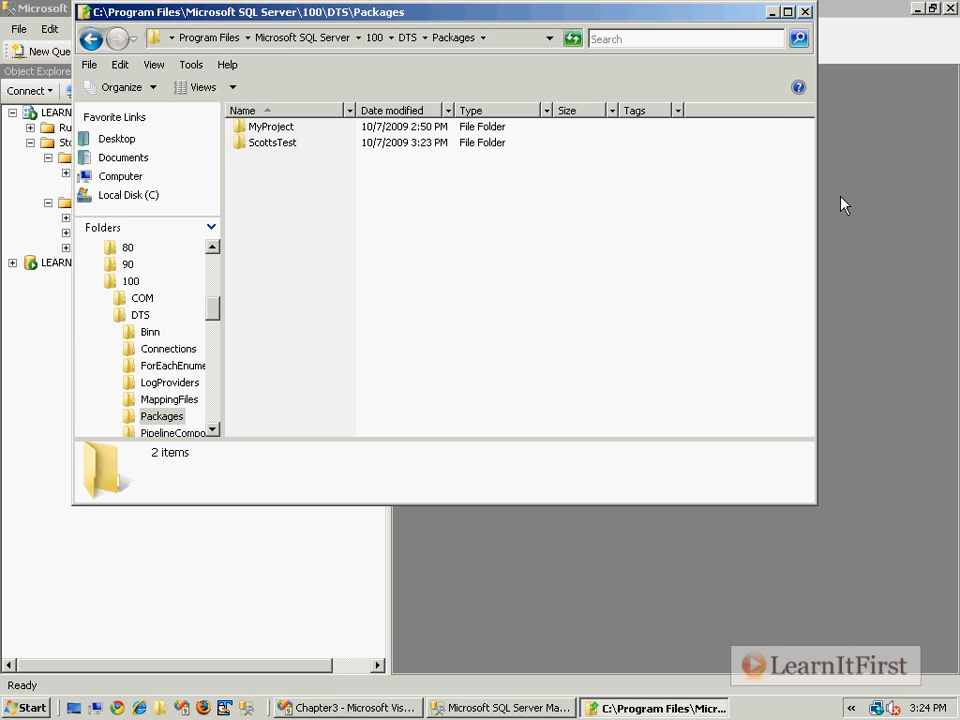 Microsoft
File Edit
New Que
Object Explore
Connect
LEARN
Ru
Sto
LEARN
C:\Program Files\Microsoft SQL Server\100\DTS\Packages
Program Files Microsoft SQL Server 100 DTS Packages
Search
File Edit View Tools Help
Organize Views
Favorite Links
Desktop
Documents
Computer
Local Disk (C)
Folders
80
90
100
COM
DTS
Binn
Connections
ForEachEnume
LogProviders
MappingFiles
Packages
PipelineCompo
Name Date modified Type Size Tags
MyProject 10/7/2009 2:50 PM File Folder
ScottsTest 10/7/2009 3:23 PM File Folder
2 items
LearnItFirst
Ready
Start Chapter3 - Microsoft Vis... Microsoft SQL Server Ma... C:\Program Files\Micr... « 3:24 PM